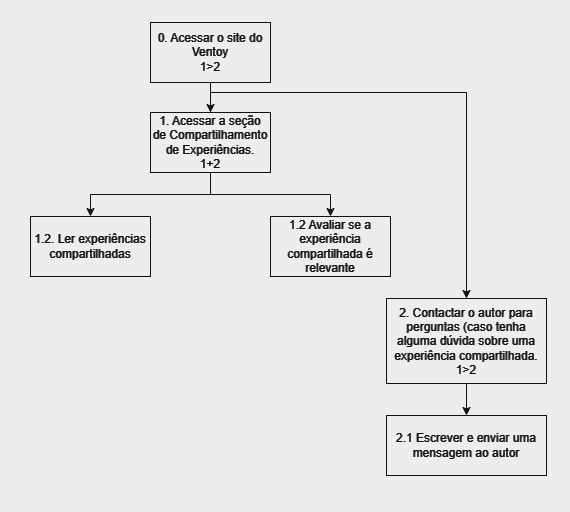 0. Acessar o site do
Ventoy
1>2
1. Acessar a seção
de Compartilhamento
de Experiências.
1+2
1.2. Ler experiências
compartilhadas
1.2 Avaliar se a
experiência
compartilhada é
relevante
2. Contactar o autor para
perguntas (caso tenha
alguma dúvida sobre uma
experiência compartilhada.
1>2
2.1 Escrever e enviar uma
mensagem ao autor